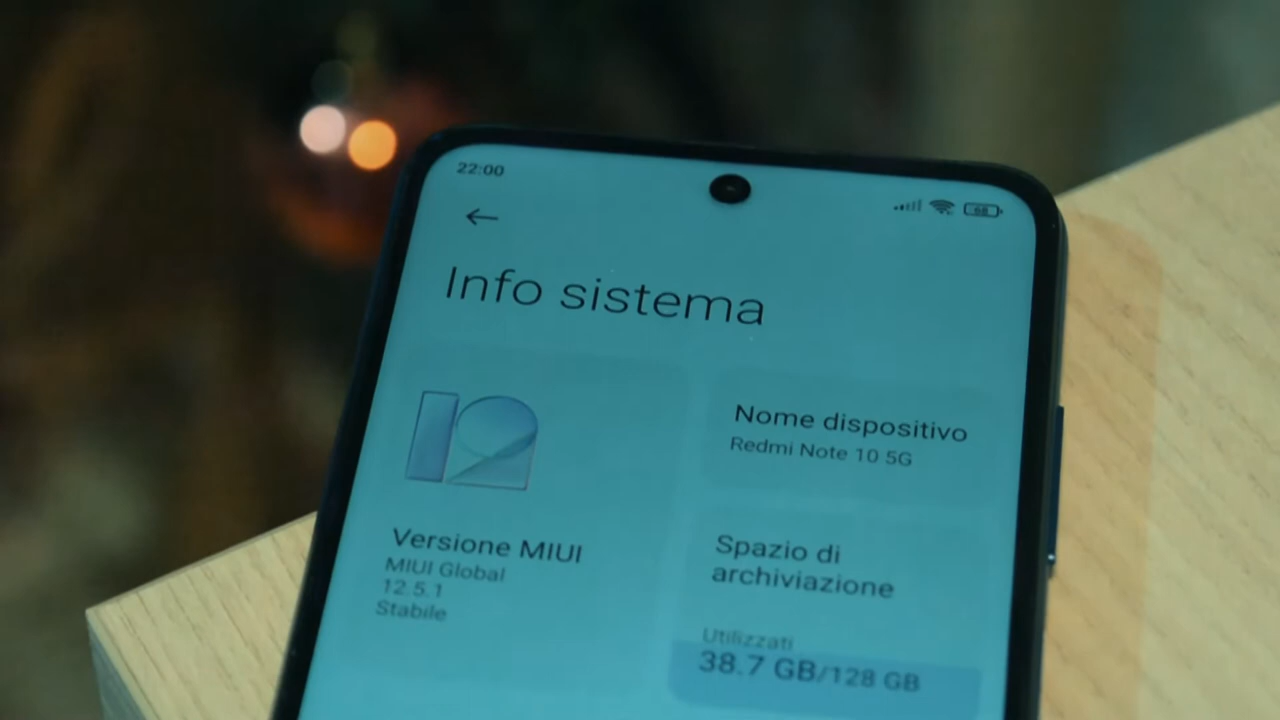 22:00
Info sistema
12
Versione MIUI
MIUI Global
12.5.1
Stabile
Nome dispositivo
Redmi Note 10 5G
Spazio di
archiviazione
Utilizzati
38.7 GB/128 GB